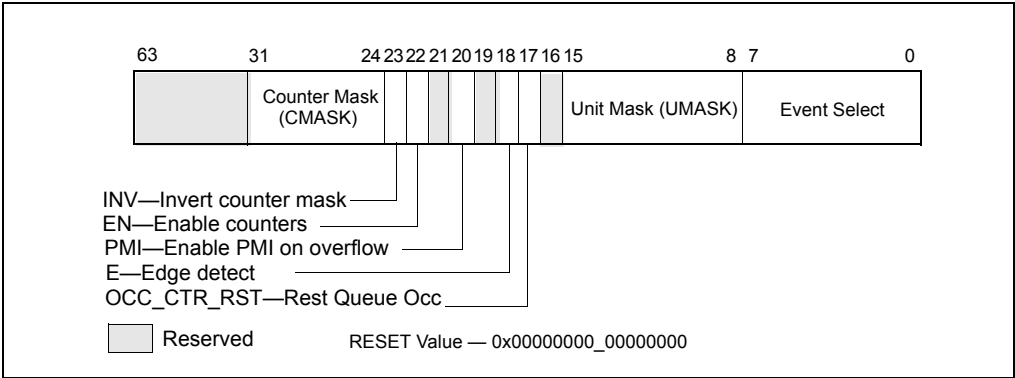 63 31 24 23 22 21 20 19 18 17 16 15 8 7 0
Counter Mask
(CMASK)
Unit Mask (UMASK)
Event Select
INV—Invert counter mask
EN—Enable counters
PMI—Enable PMI on overflow
E—Edge detect
OCC_CTR_RST—Rest Queue Occ
Reserved
RESET Value — 0x00000000_00000000